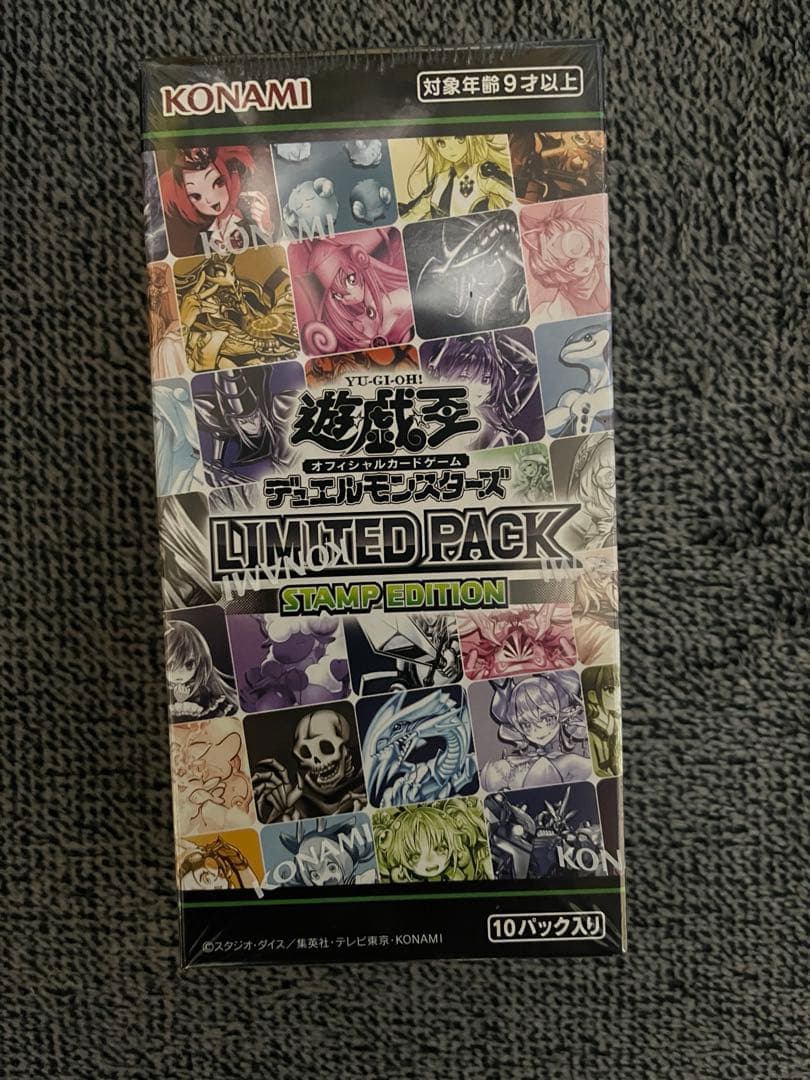 KONAMI
対象年齢9才以上
KONAMI
YU-GI-OH!
遊戯王
オフィシャルカードゲーム
デュエルモンスターズ
LIMITED PACK
KONAMI
MI
STAMP EDITION
KONAMI
KON
©スタジオ・ダイス/集英社・テレビ東京・KONAMI
10パック入り